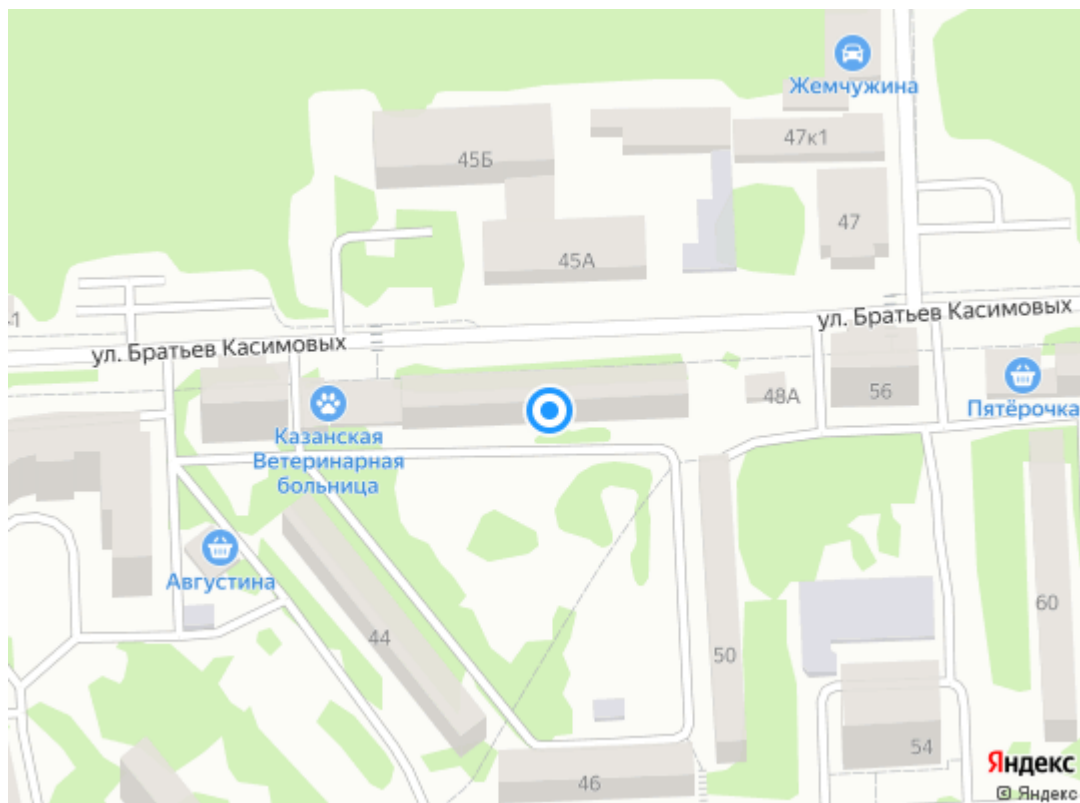 Жемчужина
47к1
45Б
47
45А
-1
ул. Братьев Касимовых
ул. Братьев Касимовых
48А
56
Пятёрочка
Казанская
Ветеринарная
больница
Августина
44
50
60
54
46
Яндекс
© Яндекс